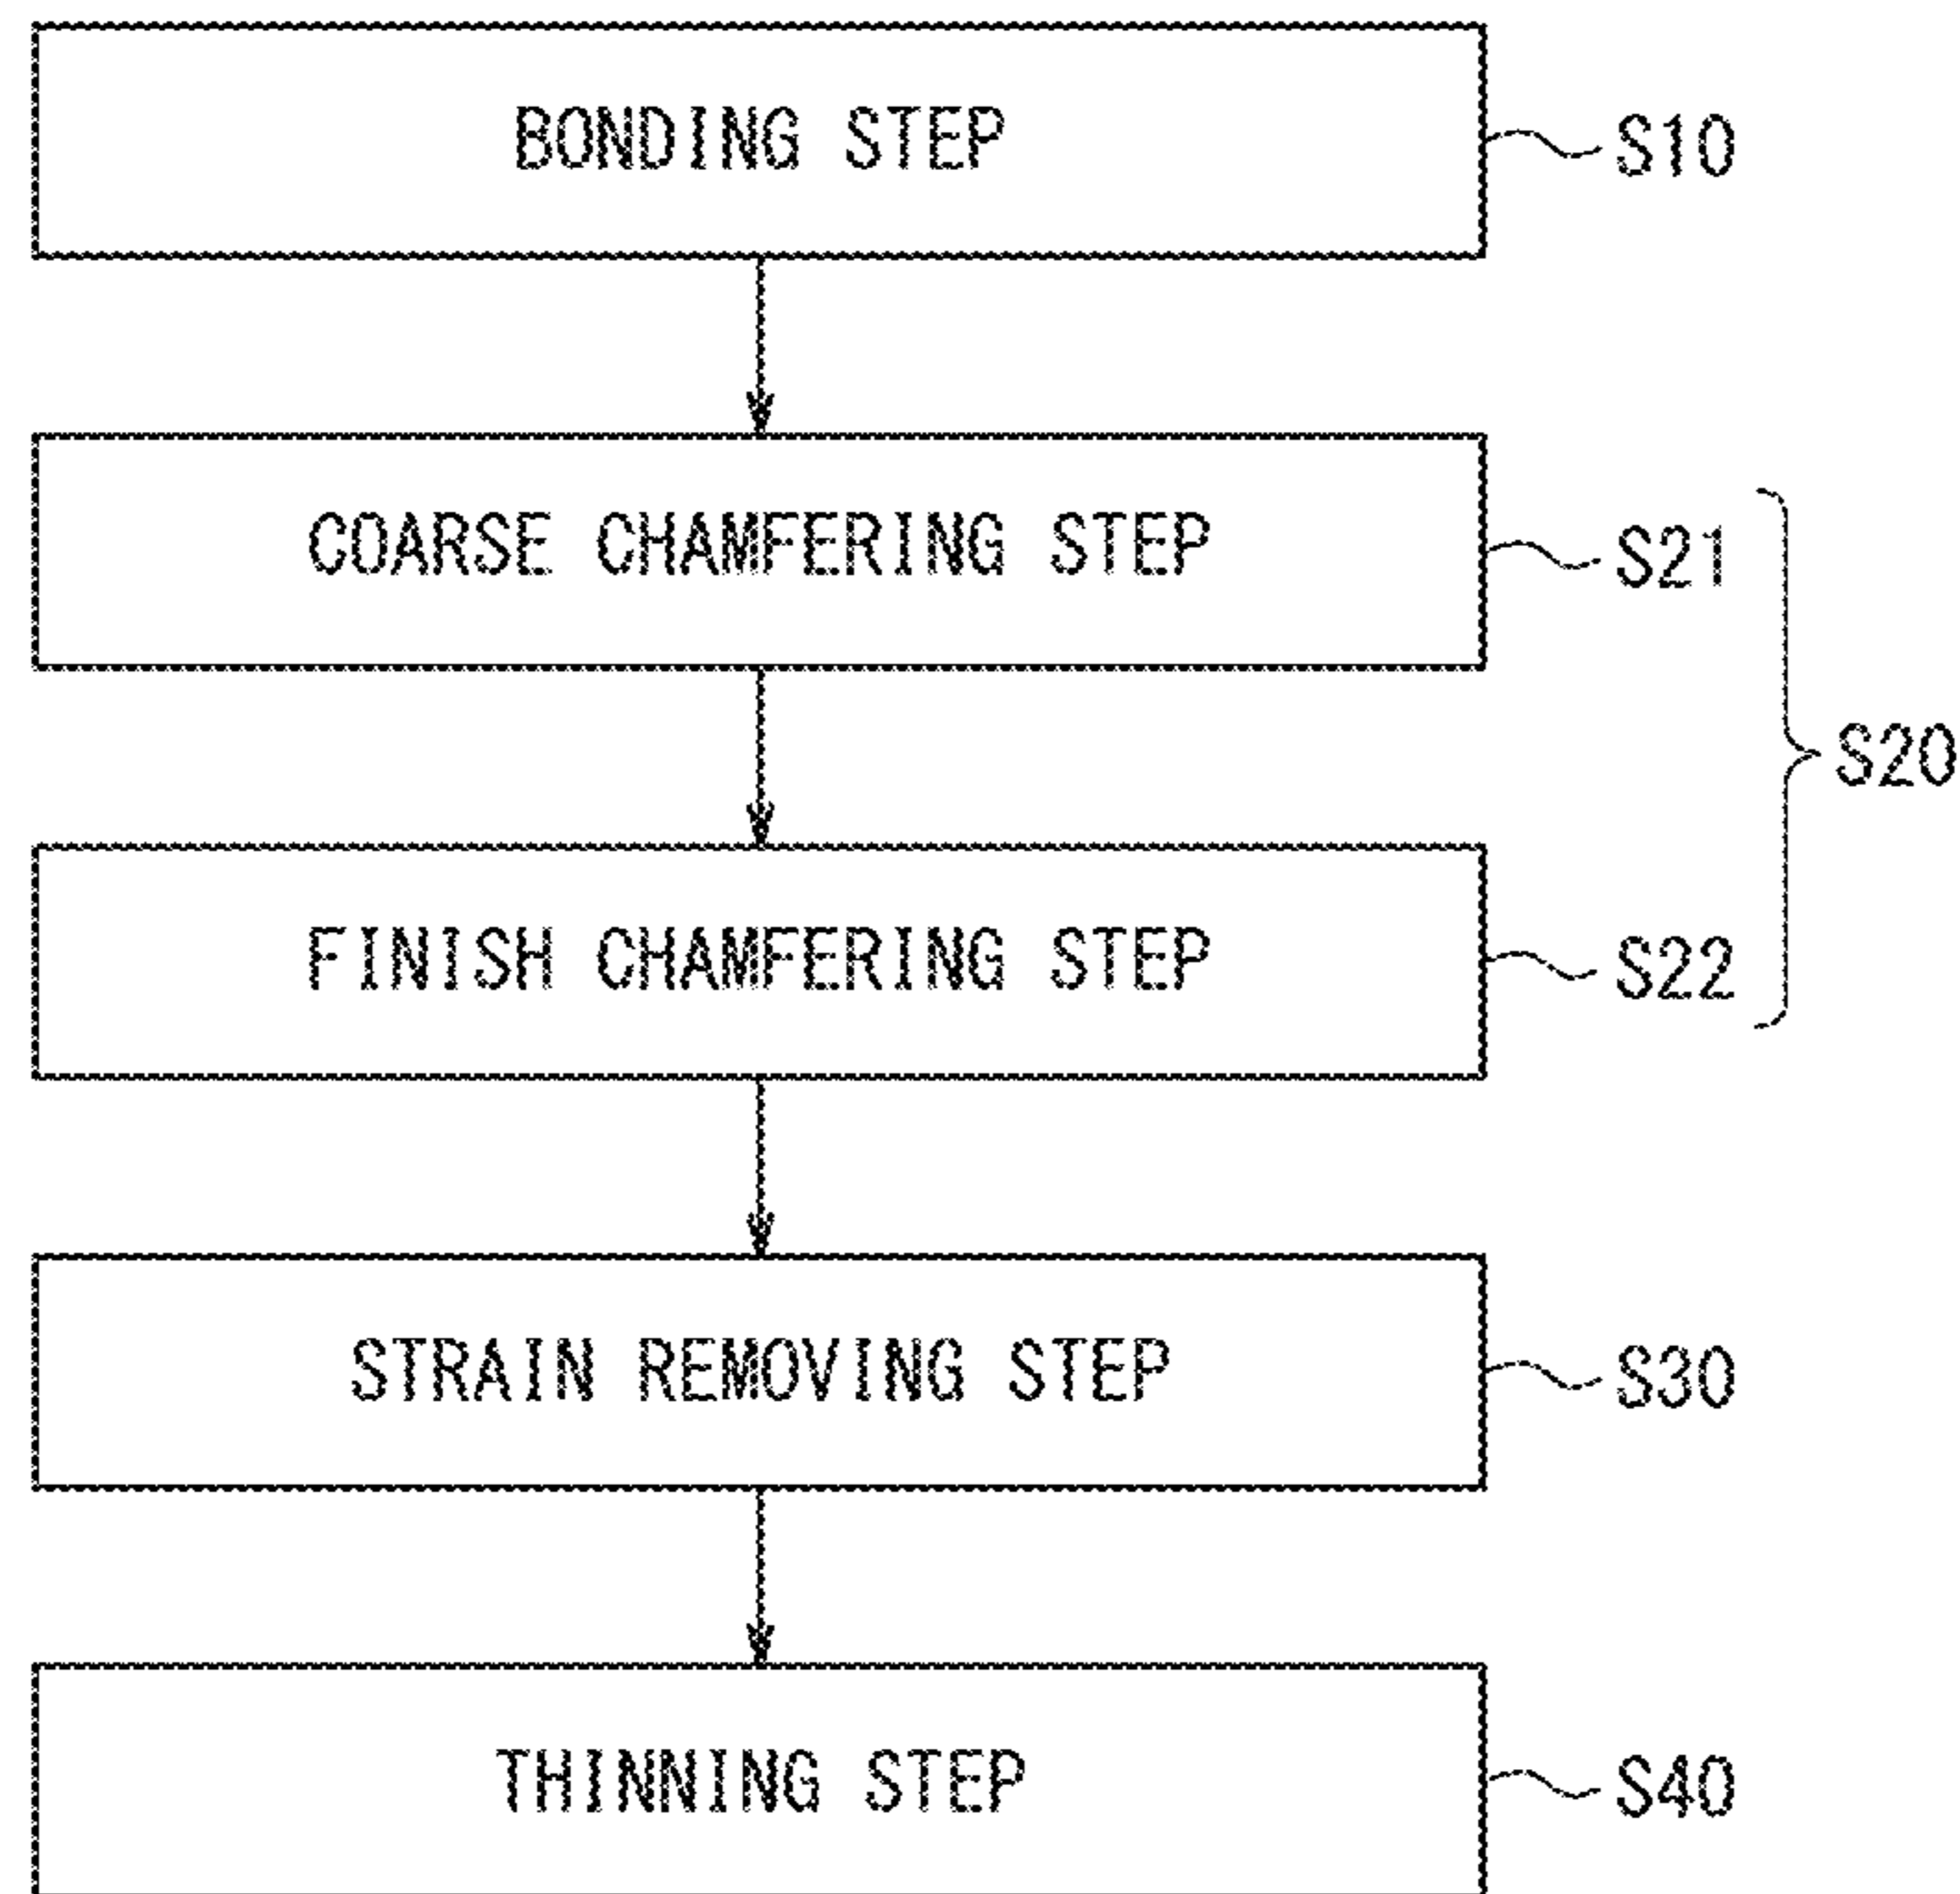 BONDING STEP
S10
COARSE CHAMFERING STEP
S21
S20
FINISH CHAMFERING STEP
S22
STRAIN REMOVING STEP
S30
THINNING STEP
S40